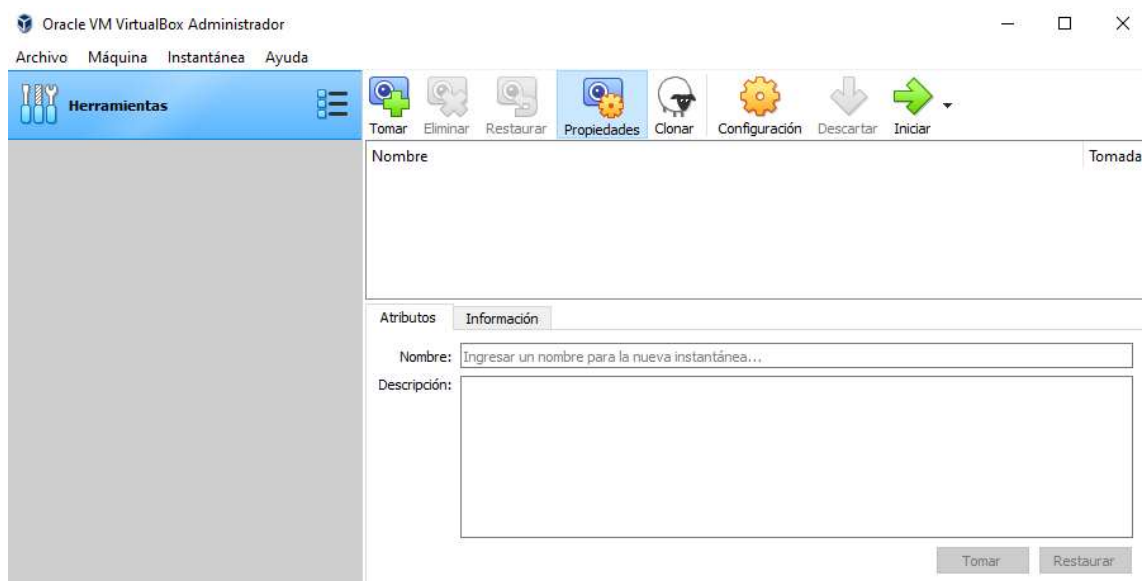 Oracle VM VirtualBox Administrador
Archivo Máquina Instantánea Ayuda
Herramientas
Tomar Eliminar Restaurar Propiedades Clonar Configuración Descartar Iniciar
Nombre Tomada
Atributos Información
Nombre: Ingresar un nombre para la nueva instantánea...
Descripción:
Tomar Restaurar